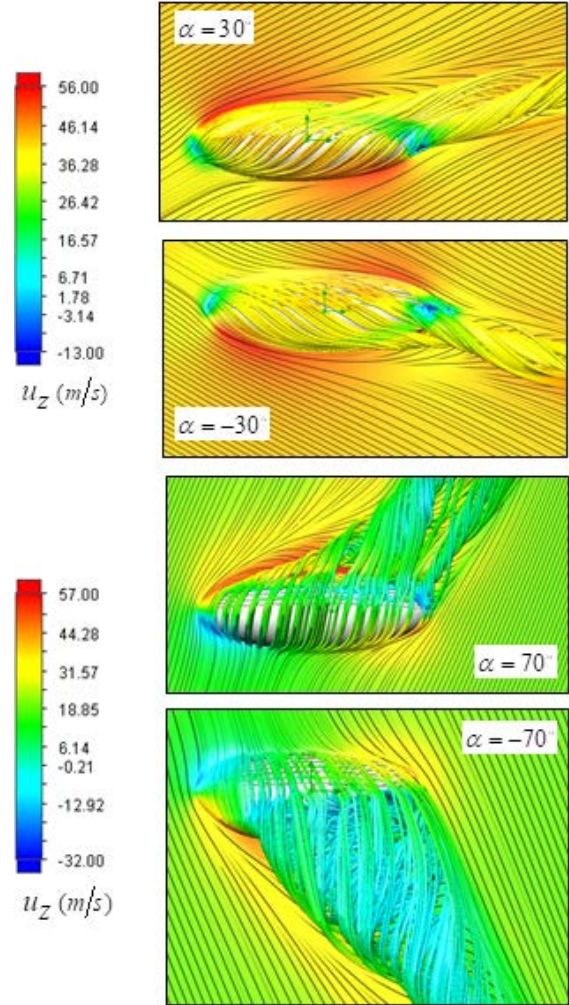 α = 30°
56.00
46.14
36.28
26.42
16.57
6.71
1.78
-3.14
-13.00
u_z (m/s)
α = −30°
57.00
44.28
31.57
18.85
6.14
-0.21
-12.92
-32.00
u_z (m/s)
α = 70°
α = −70°